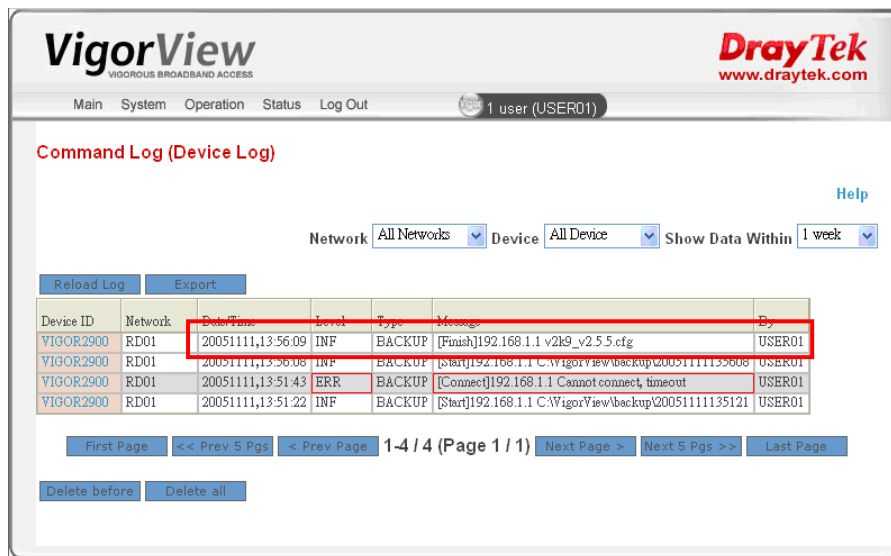 VigorView
VIGOROUS BROADBAND ACCESS
DrayTek
www.draytek.com
Main System Operation Status Log Out
Vigor 1 user (USER01)
Command Log (Device Log)
Help
Network All Networks Device All Device Show Data Within 1 week
Reload Log Export
Device ID Network Date/Time Level Type Message By
VIGOR2900 RD01 20051111,13:56:09 INF BACKUP [Finish]192.168.1.1 v2k9_v2.5.5.cfg USER01
VIGOR2900 RD01 20051111,13:56:08 INF BACKUP [Start]192.168.1.1 C:\VigorView\backup\20051111135608 USER01
VIGOR2900 RD01 20051111,13:51:43 ERR BACKUP [Connect]192.168.1.1 Cannot connect, timeout USER01
VIGOR2900 RD01 20051111,13:51:22 INF BACKUP [Start]192.168.1.1 C:\VigorView\backup\20051111135121 USER01
First Page << Prev 5 Pgs < Prev Page 1-4 / 4 (Page 1 / 1) Next Page > Next 5 Pgs >> Last Page
Delete before Delete all